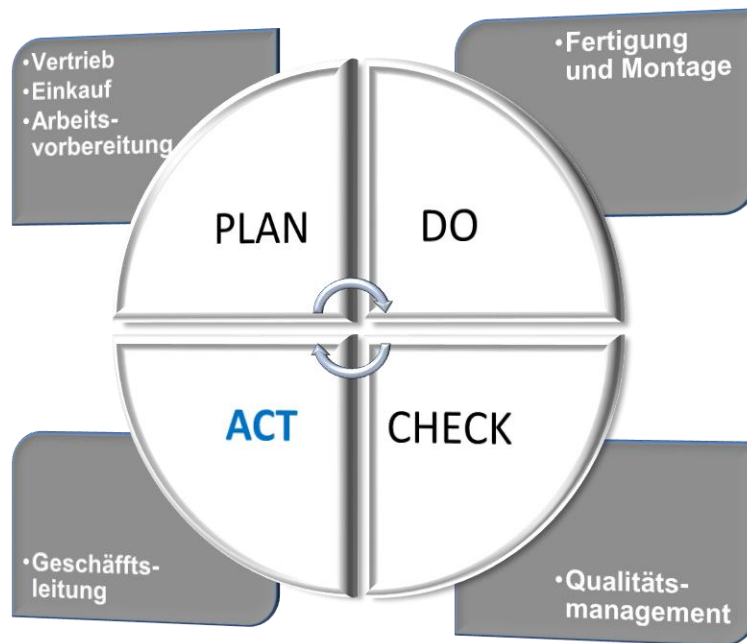 •Vertrieb
•Einkauf
•Arbeits-
vorbereitung
•Fertigung
und Montage
PLAN
DO
ACT
CHECK
•Geschäffts-
leitung
•Qualitäts-
management